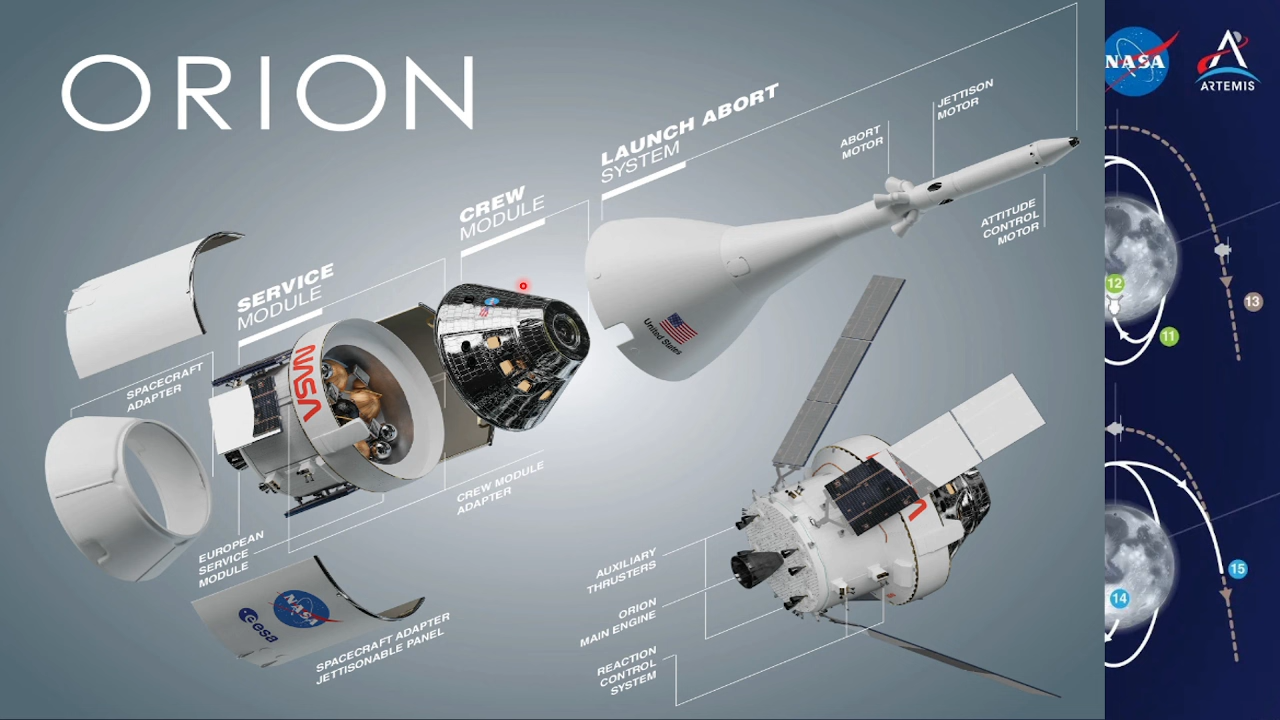 ORION
NASA
ARTEMIS
LAUNCH ABORT
SYSTEM
ABORT
MOTOR
JETTISON
MOTOR
ATTITUDE
CONTROL
MOTOR
CREW
MODULE
SERVICE
MODULE
SPACECRAFT
ADAPTER
NASA
United States
CREW MODULE
ADAPTER
EUROPEAN
SERVICE
MODULE
NASA
esa
SPACECRAFT ADAPTER
JETTISONABLE PANEL
AUXILIARY
THRUSTERS
ORION
MAIN ENGINE
REACTION
CONTROL
SYSTEM
12
13
11
15
14